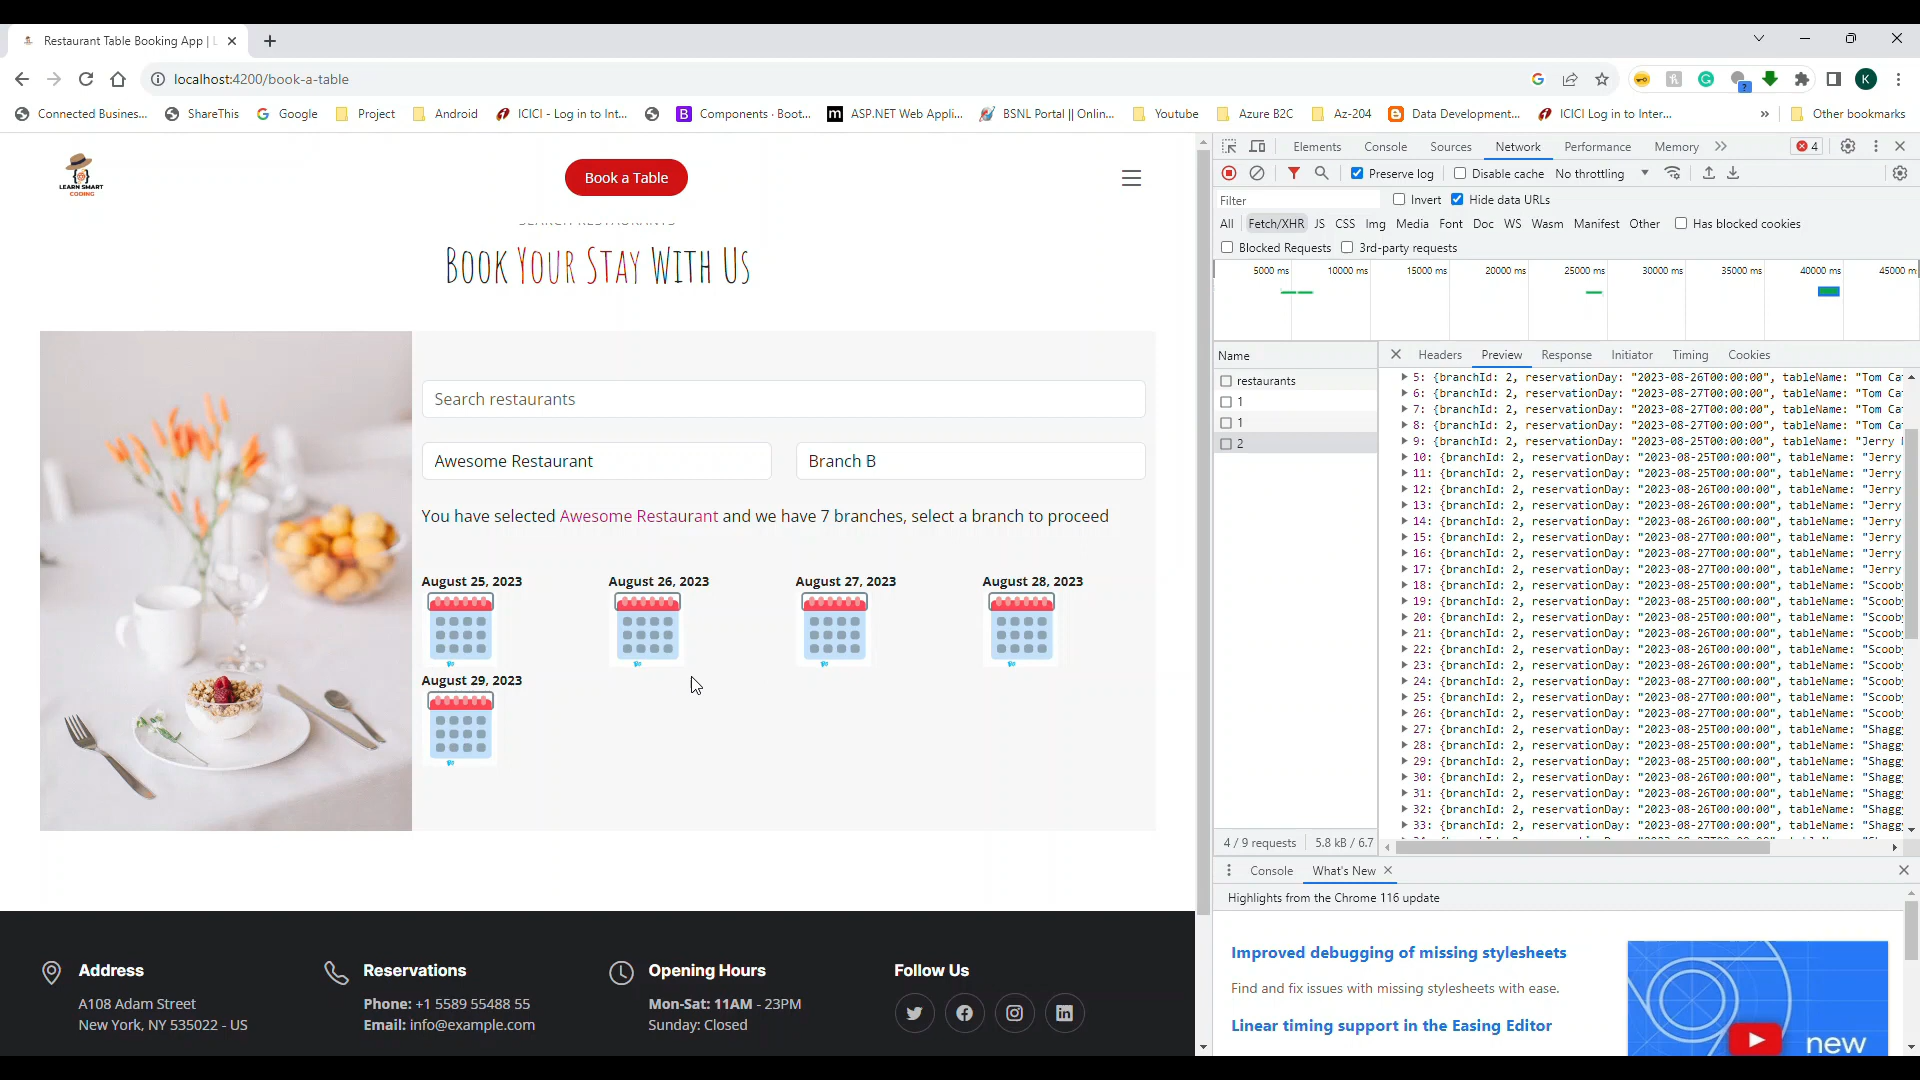 Restaurant Table Booking App | L
localhost:4200/book-a-table
Connected Busines... ShareThis Google Project Android ICICI - Log in to Int... Components · Boot... ASP.NET Web Appli... BSNL Portal || Onlin... Youtube Azure B2C Az-204 Data Development... ICICI Log in to Inter... » Other bookmarks
LEARN SMART
CODING
Book a Table
SEARCH RESTAURANTS
BOOK YOUR STAY WITH US
Search restaurants
Awesome Restaurant
Branch B
You have selected Awesome Restaurant and we have 7 branches, select a branch to proceed
August 25, 2023
August 26, 2023
August 27, 2023
August 28, 2023
August 29, 2023
Address
A108 Adam Street
New York, NY 535022 - US
Reservations
Phone: +1 5589 55488 55
Email: info@example.com
Opening Hours
Mon-Sat: 11AM - 23PM
Sunday: Closed
Follow Us
K
Elements Console Sources Network Performance Memory » 4
Preserve log Disable cache No throttling
Filter Invert Hide data URLs
All Fetch/XHR JS CSS Img Media Font Doc WS Wasm Manifest Other Has blocked cookies
Blocked Requests 3rd-party requests
5000 ms 10000 ms 15000 ms 20000 ms 25000 ms 30000 ms 35000 ms 40000 ms 45000 m
Name
restaurants
1
1
2
Headers Preview Response Initiator Timing Cookies
5: {branchId: 2, reservationDay: "2023-08-26T00:00:00", tableName: "Tom Ca
6: {branchId: 2, reservationDay: "2023-08-27T00:00:00", tableName: "Tom Ca
7: {branchId: 2, reservationDay: "2023-08-27T00:00:00", tableName: "Tom Ca
8: {branchId: 2, reservationDay: "2023-08-27T00:00:00", tableName: "Tom Ca
9: {branchId: 2, reservationDay: "2023-08-25T00:00:00", tableName: "Jerry
10: {branchId: 2, reservationDay: "2023-08-25T00:00:00", tableName: "Jerry
11: {branchId: 2, reservationDay: "2023-08-25T00:00:00", tableName: "Jerry
12: {branchId: 2, reservationDay: "2023-08-26T00:00:00", tableName: "Jerry
13: {branchId: 2, reservationDay: "2023-08-26T00:00:00", tableName: "Jerry
14: {branchId: 2, reservationDay: "2023-08-26T00:00:00", tableName: "Jerry
15: {branchId: 2, reservationDay: "2023-08-27T00:00:00", tableName: "Jerry
16: {branchId: 2, reservationDay: "2023-08-27T00:00:00", tableName: "Jerry
17: {branchId: 2, reservationDay: "2023-08-27T00:00:00", tableName: "Jerry
18: {branchId: 2, reservationDay: "2023-08-25T00:00:00", tableName: "Scoob
19: {branchId: 2, reservationDay: "2023-08-25T00:00:00", tableName: "Scoob
20: {branchId: 2, reservationDay: "2023-08-25T00:00:00", tableName: "Scoob
21: {branchId: 2, reservationDay: "2023-08-26T00:00:00", tableName: "Scoob
22: {branchId: 2, reservationDay: "2023-08-26T00:00:00", tableName: "Scoob
23: {branchId: 2, reservationDay: "2023-08-26T00:00:00", tableName: "Scoob
24: {branchId: 2, reservationDay: "2023-08-27T00:00:00", tableName: "Scoob
25: {branchId: 2, reservationDay: "2023-08-27T00:00:00", tableName: "Scoob
26: {branchId: 2, reservationDay: "2023-08-27T00:00:00", tableName: "Scoob
27: {branchId: 2, reservationDay: "2023-08-25T00:00:00", tableName: "Shagg
28: {branchId: 2, reservationDay: "2023-08-25T00:00:00", tableName: "Shagg
29: {branchId: 2, reservationDay: "2023-08-25T00:00:00", tableName: "Shagg
30: {branchId: 2, reservationDay: "2023-08-26T00:00:00", tableName: "Shagg
31: {branchId: 2, reservationDay: "2023-08-26T00:00:00", tableName: "Shagg
32: {branchId: 2, reservationDay: "2023-08-26T00:00:00", tableName: "Shagg
33: {branchId: 2, reservationDay: "2023-08-27T00:00:00", tableName: "Shagg
4 / 9 requests 5.8 kB / 6.7
Console What's New
Highlights from the Chrome 116 update
Improved debugging of missing stylesheets
Find and fix issues with missing stylesheets with ease.
Linear timing support in the Easing Editor
new